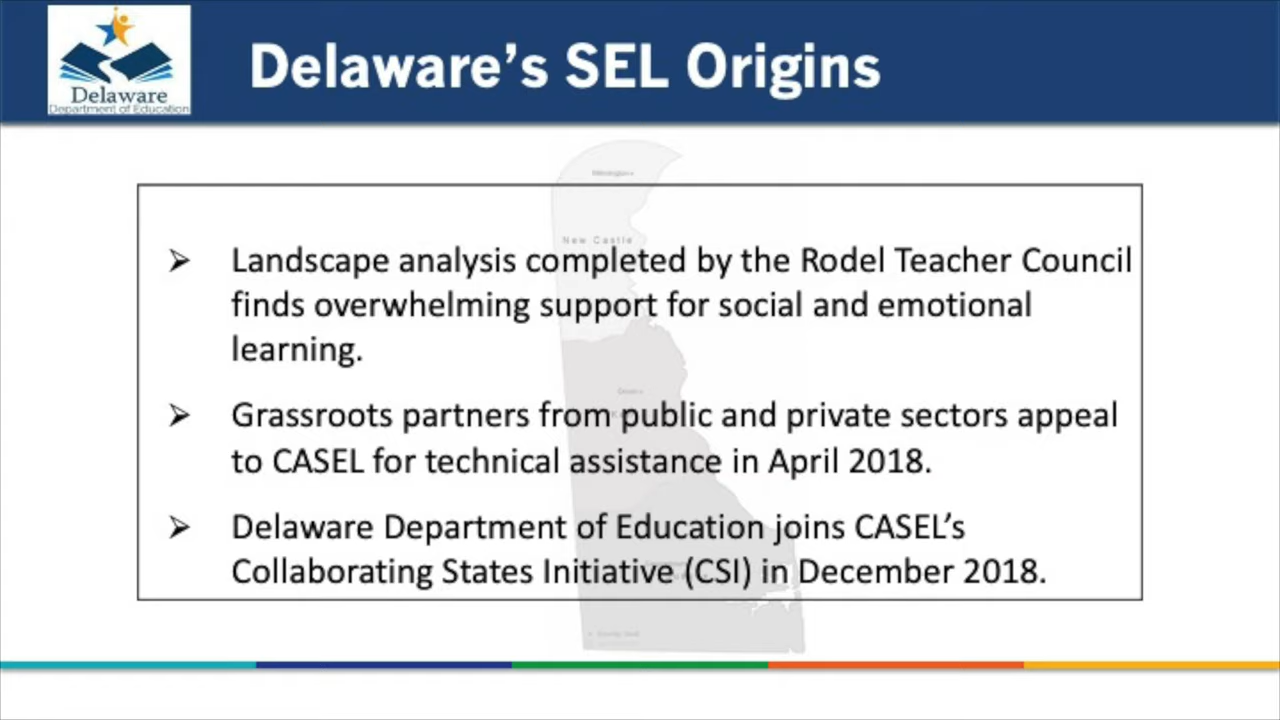 Delaware
Department of Education
Delaware's SEL Origins
Wilmington
New Castle
➢ Landscape analysis completed by the Rodel Teacher Council
finds overwhelming support for social and emotional
learning.
➢ Grassroots partners from public and private sectors appeal
to CASEL for technical assistance in April 2018.
➢ Delaware Department of Education joins CASEL's
Collaborating States Initiative (CSI) in December 2018.